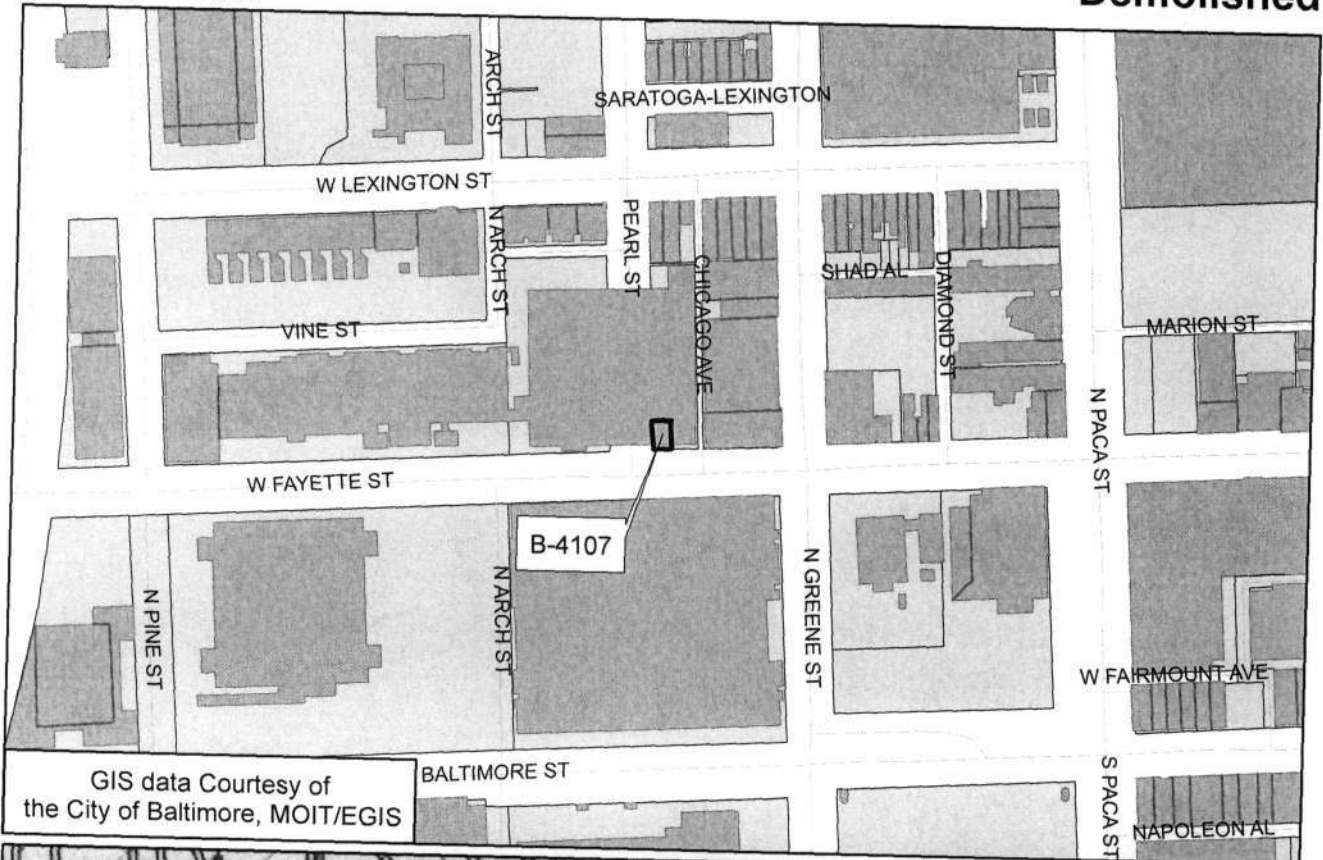 Demolished
ARCH ST
SARATOGA-LEXINGTON
W LEXINGTON ST
N ARCH ST
PEARL ST
CHICAGO AVE
SHAD AL
DIAMOND ST
VINE ST
MARION ST
N PACA ST
W FAYETTE ST
B-4107
N PINE ST
N ARCH ST
N GREENE ST
W FAIRMOUNT AVE
BALTIMORE ST
S PACA ST
NAPOLEON AL
GIS data Courtesy of
the City of Baltimore, MOIT/EGIS